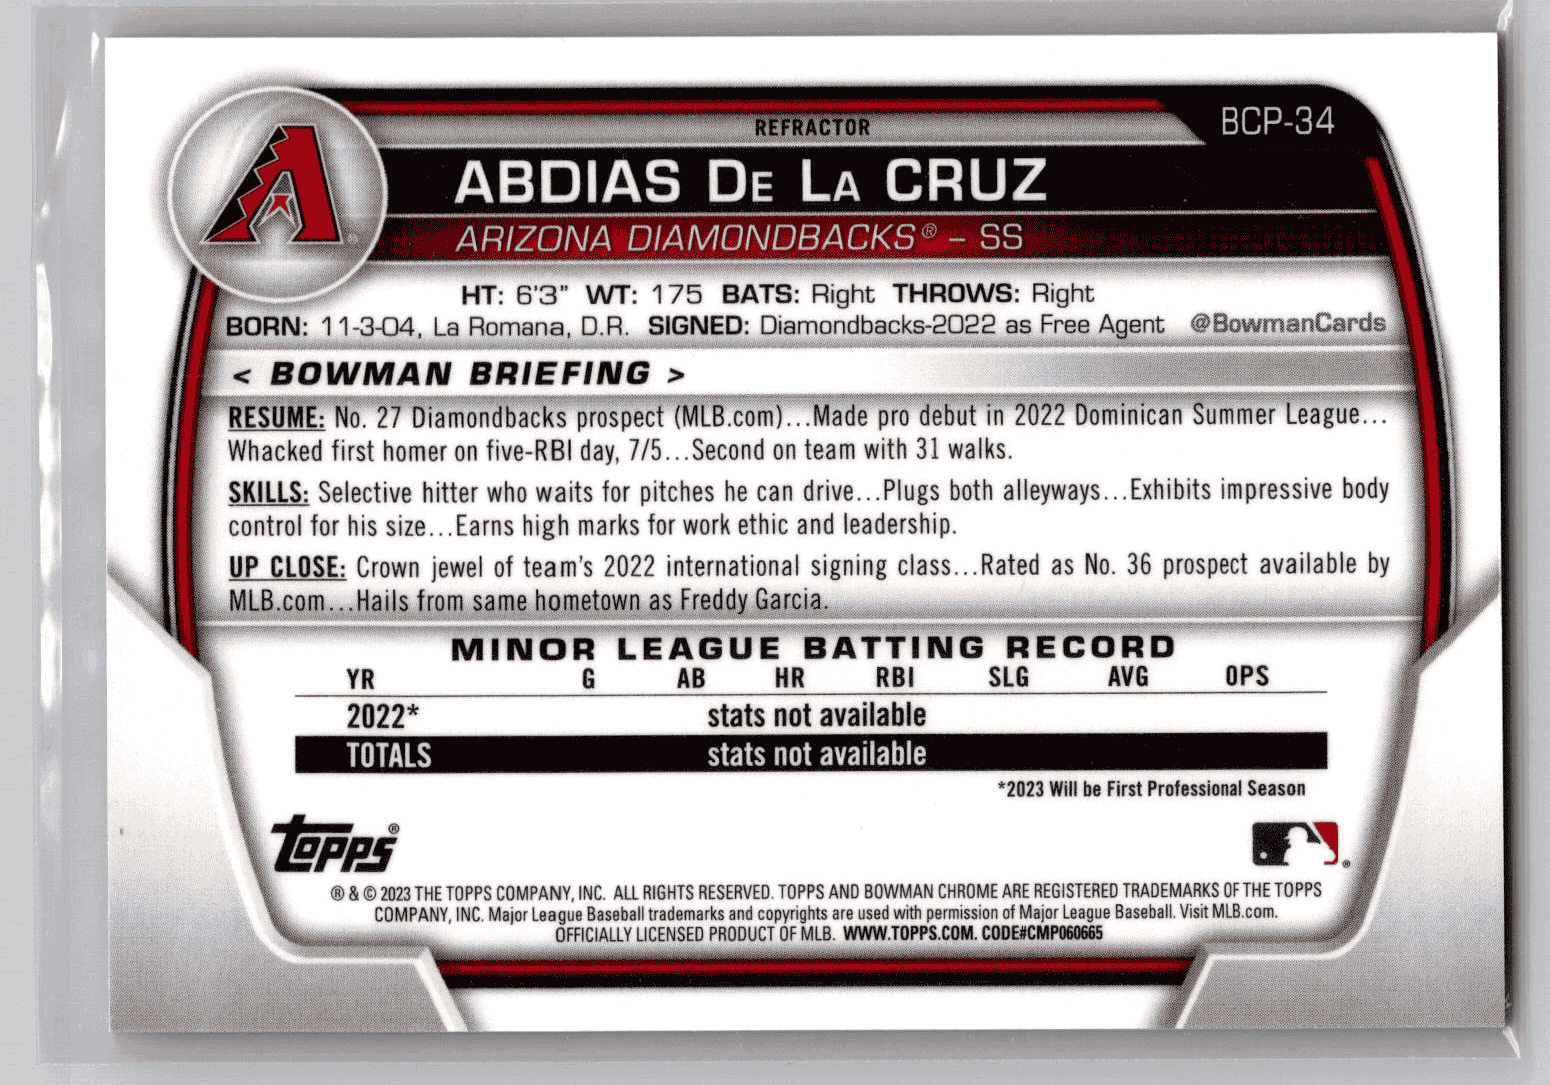 REFRACTOR
BCP-34
ABDIAS DE LA CRUZ
ARIZONA DIAMONDBACKS® – SS
HT: 6'3" WT: 175 BATS: Right THROWS: Right
BORN: 11-3-04, La Romana, D.R. SIGNED: Diamondbacks-2022 as Free Agent @BowmanCards
< BOWMAN BRIEFING >
RESUME: No. 27 Diamondbacks prospect (MLB.com)...Made pro debut in 2022 Dominican Summer League...
Whacked first homer on five-RBI day, 7/5...Second on team with 31 walks.
SKILLS: Selective hitter who waits for pitches he can drive...Plugs both alleyways...Exhibits impressive body
control for his size...Earns high marks for work ethic and leadership.
UP CLOSE: Crown jewel of team's 2022 international signing class...Rated as No. 36 prospect available by
MLB.com...Hails from same hometown as Freddy Garcia.
MINOR LEAGUE BATTING RECORD
YR G AB HR RBI SLG AVG OPS
2022* stats not available
TOTALS stats not available
*2023 Will be First Professional Season
Topps®
® & © 2023 THE TOPPS COMPANY, INC. ALL RIGHTS RESERVED. TOPPS AND BOWMAN CHROME ARE REGISTERED TRADEMARKS OF THE TOPPS
COMPANY, INC. Major League Baseball trademarks and copyrights are used with permission of Major League Baseball. Visit MLB.com.
OFFICIALLY LICENSED PRODUCT OF MLB. WWW.TOPPS.COM. CODE#CMP060665